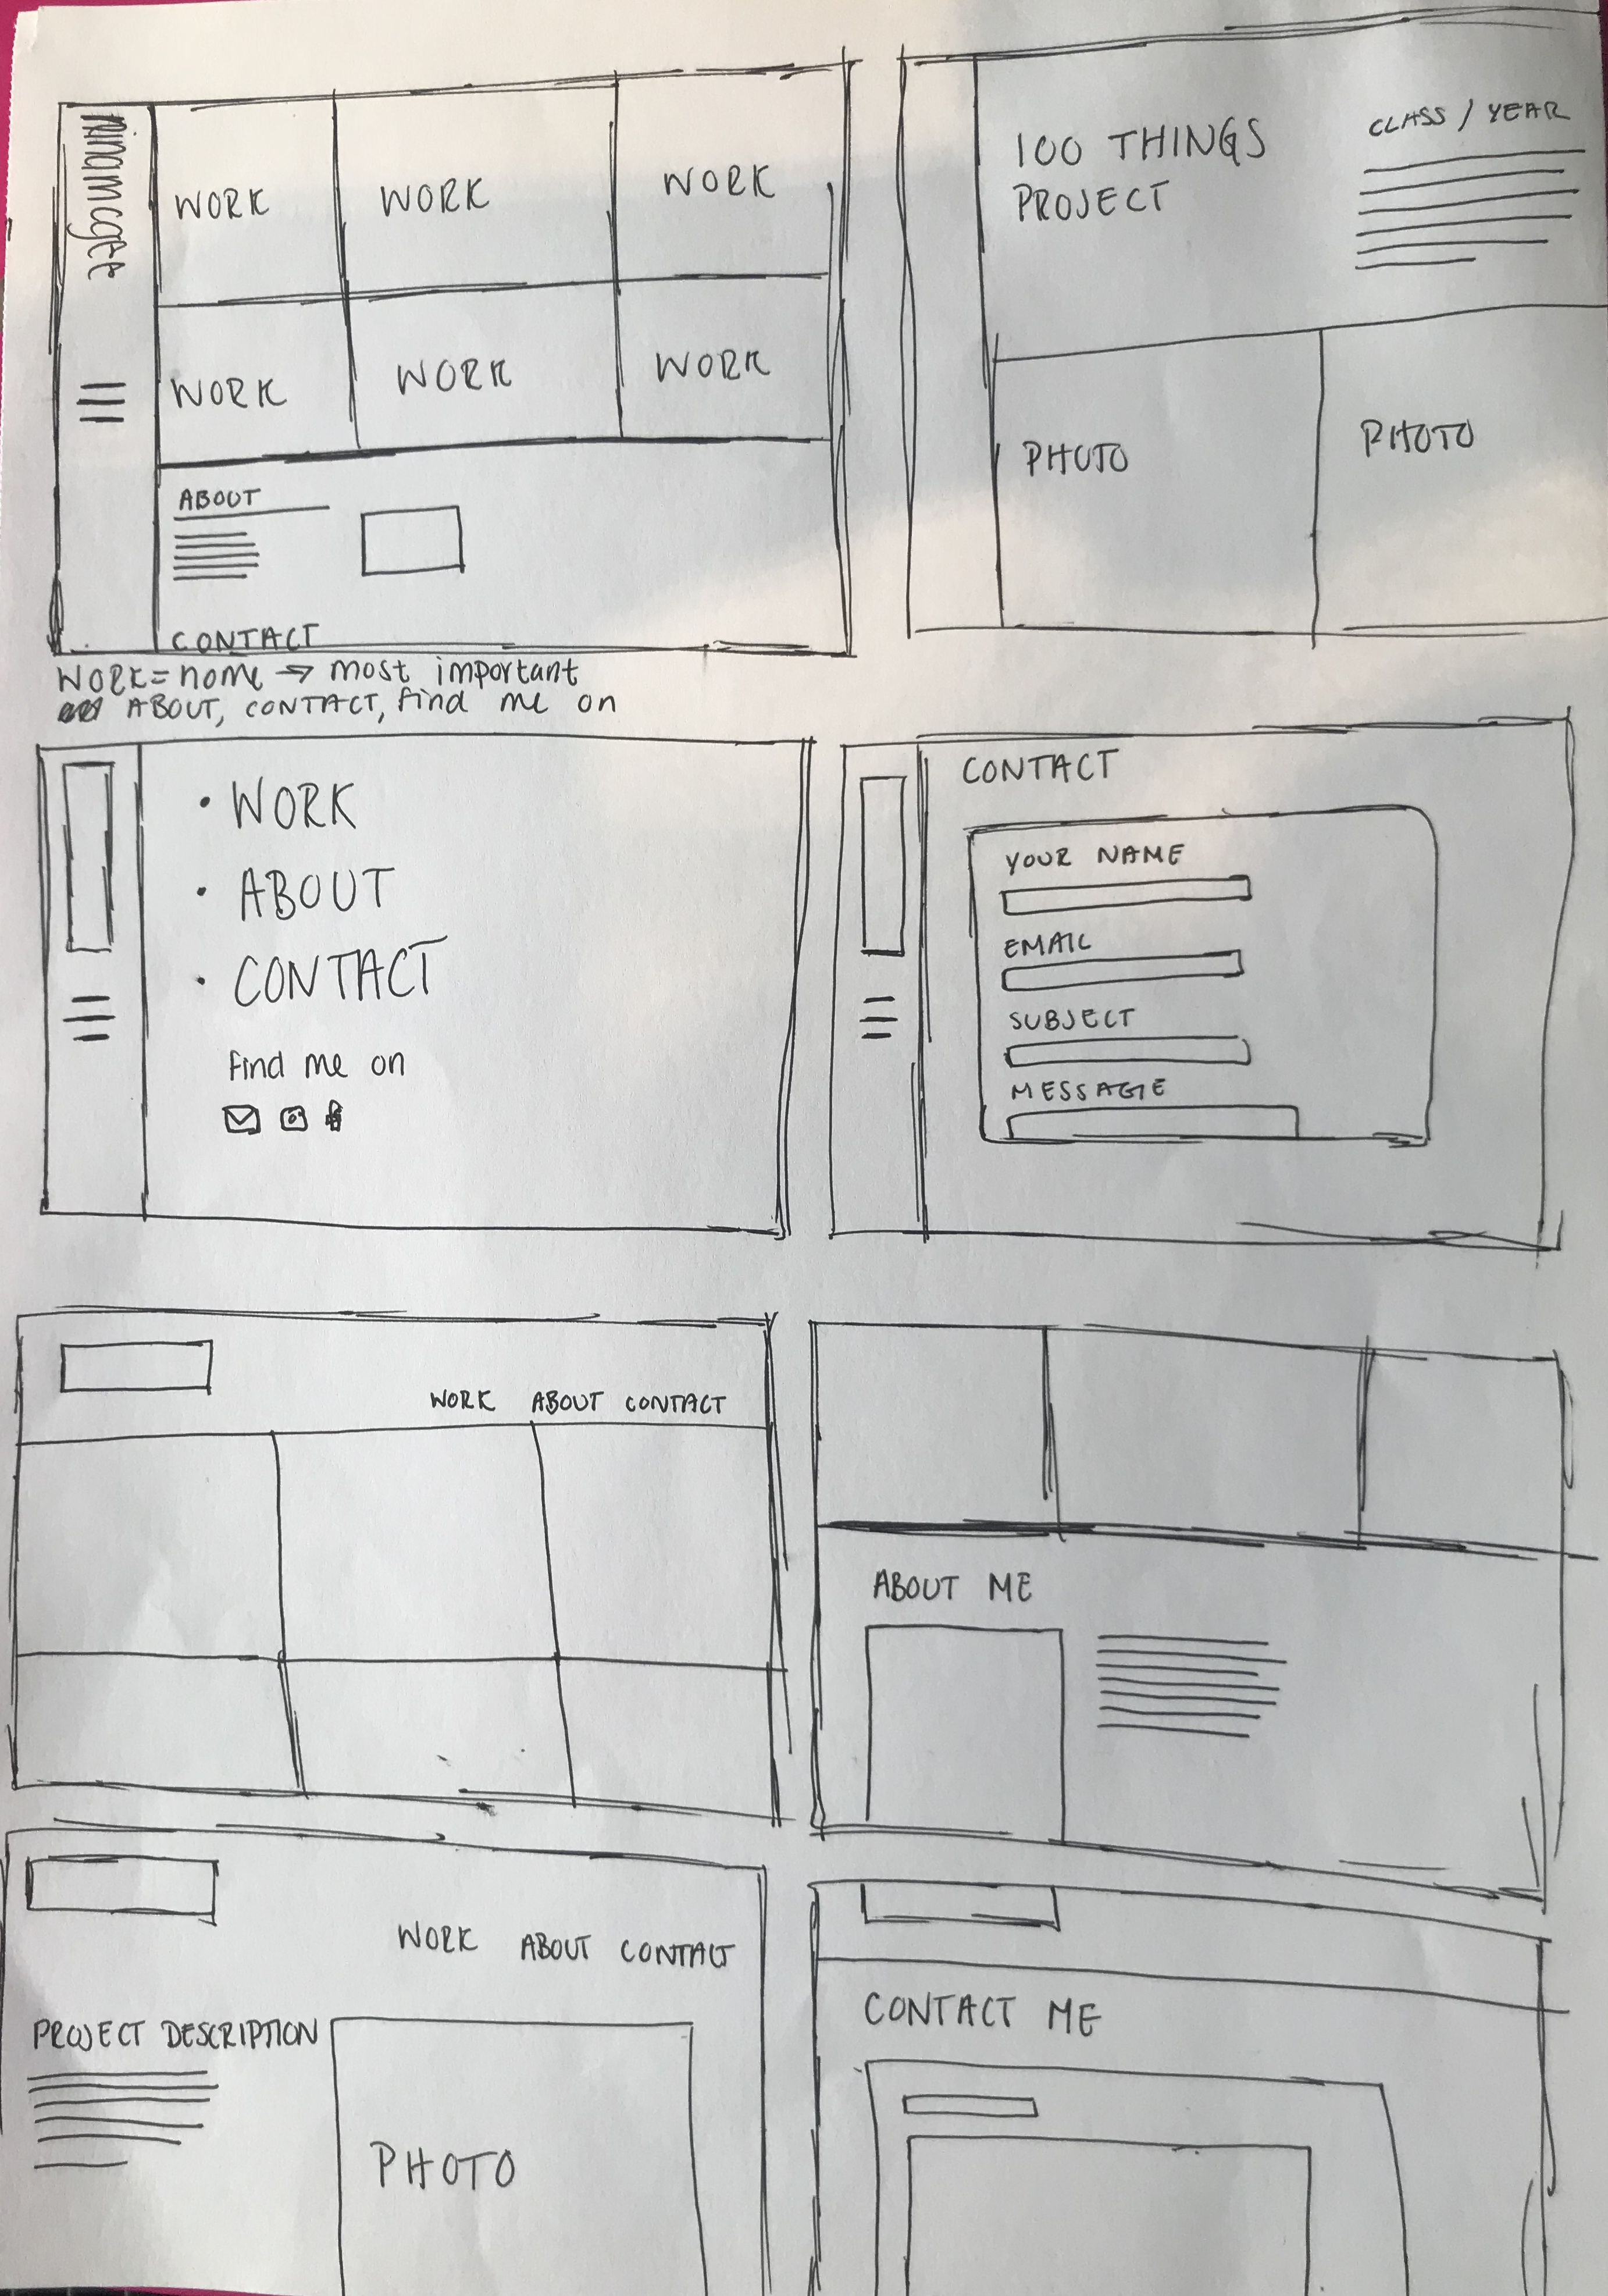 ninamcgee
WORK WORK WORK
WORK WORK WORK
ABOUT
CONTACT
WORK = home → most important
ABOUT, CONTACT, find me on
100 THINGS
PROJECT
CLASS / YEAR
PHOTO PHOTO
• WORK
• ABOUT
• CONTACT
find me on
CONTACT
YOUR NAME
EMAIL
SUBJECT
MESSAGE
WORK ABOUT CONTACT
ABOUT ME
WORK ABOUT CONTACT
PROJECT DESCRIPTION
PHOTO
CONTACT ME